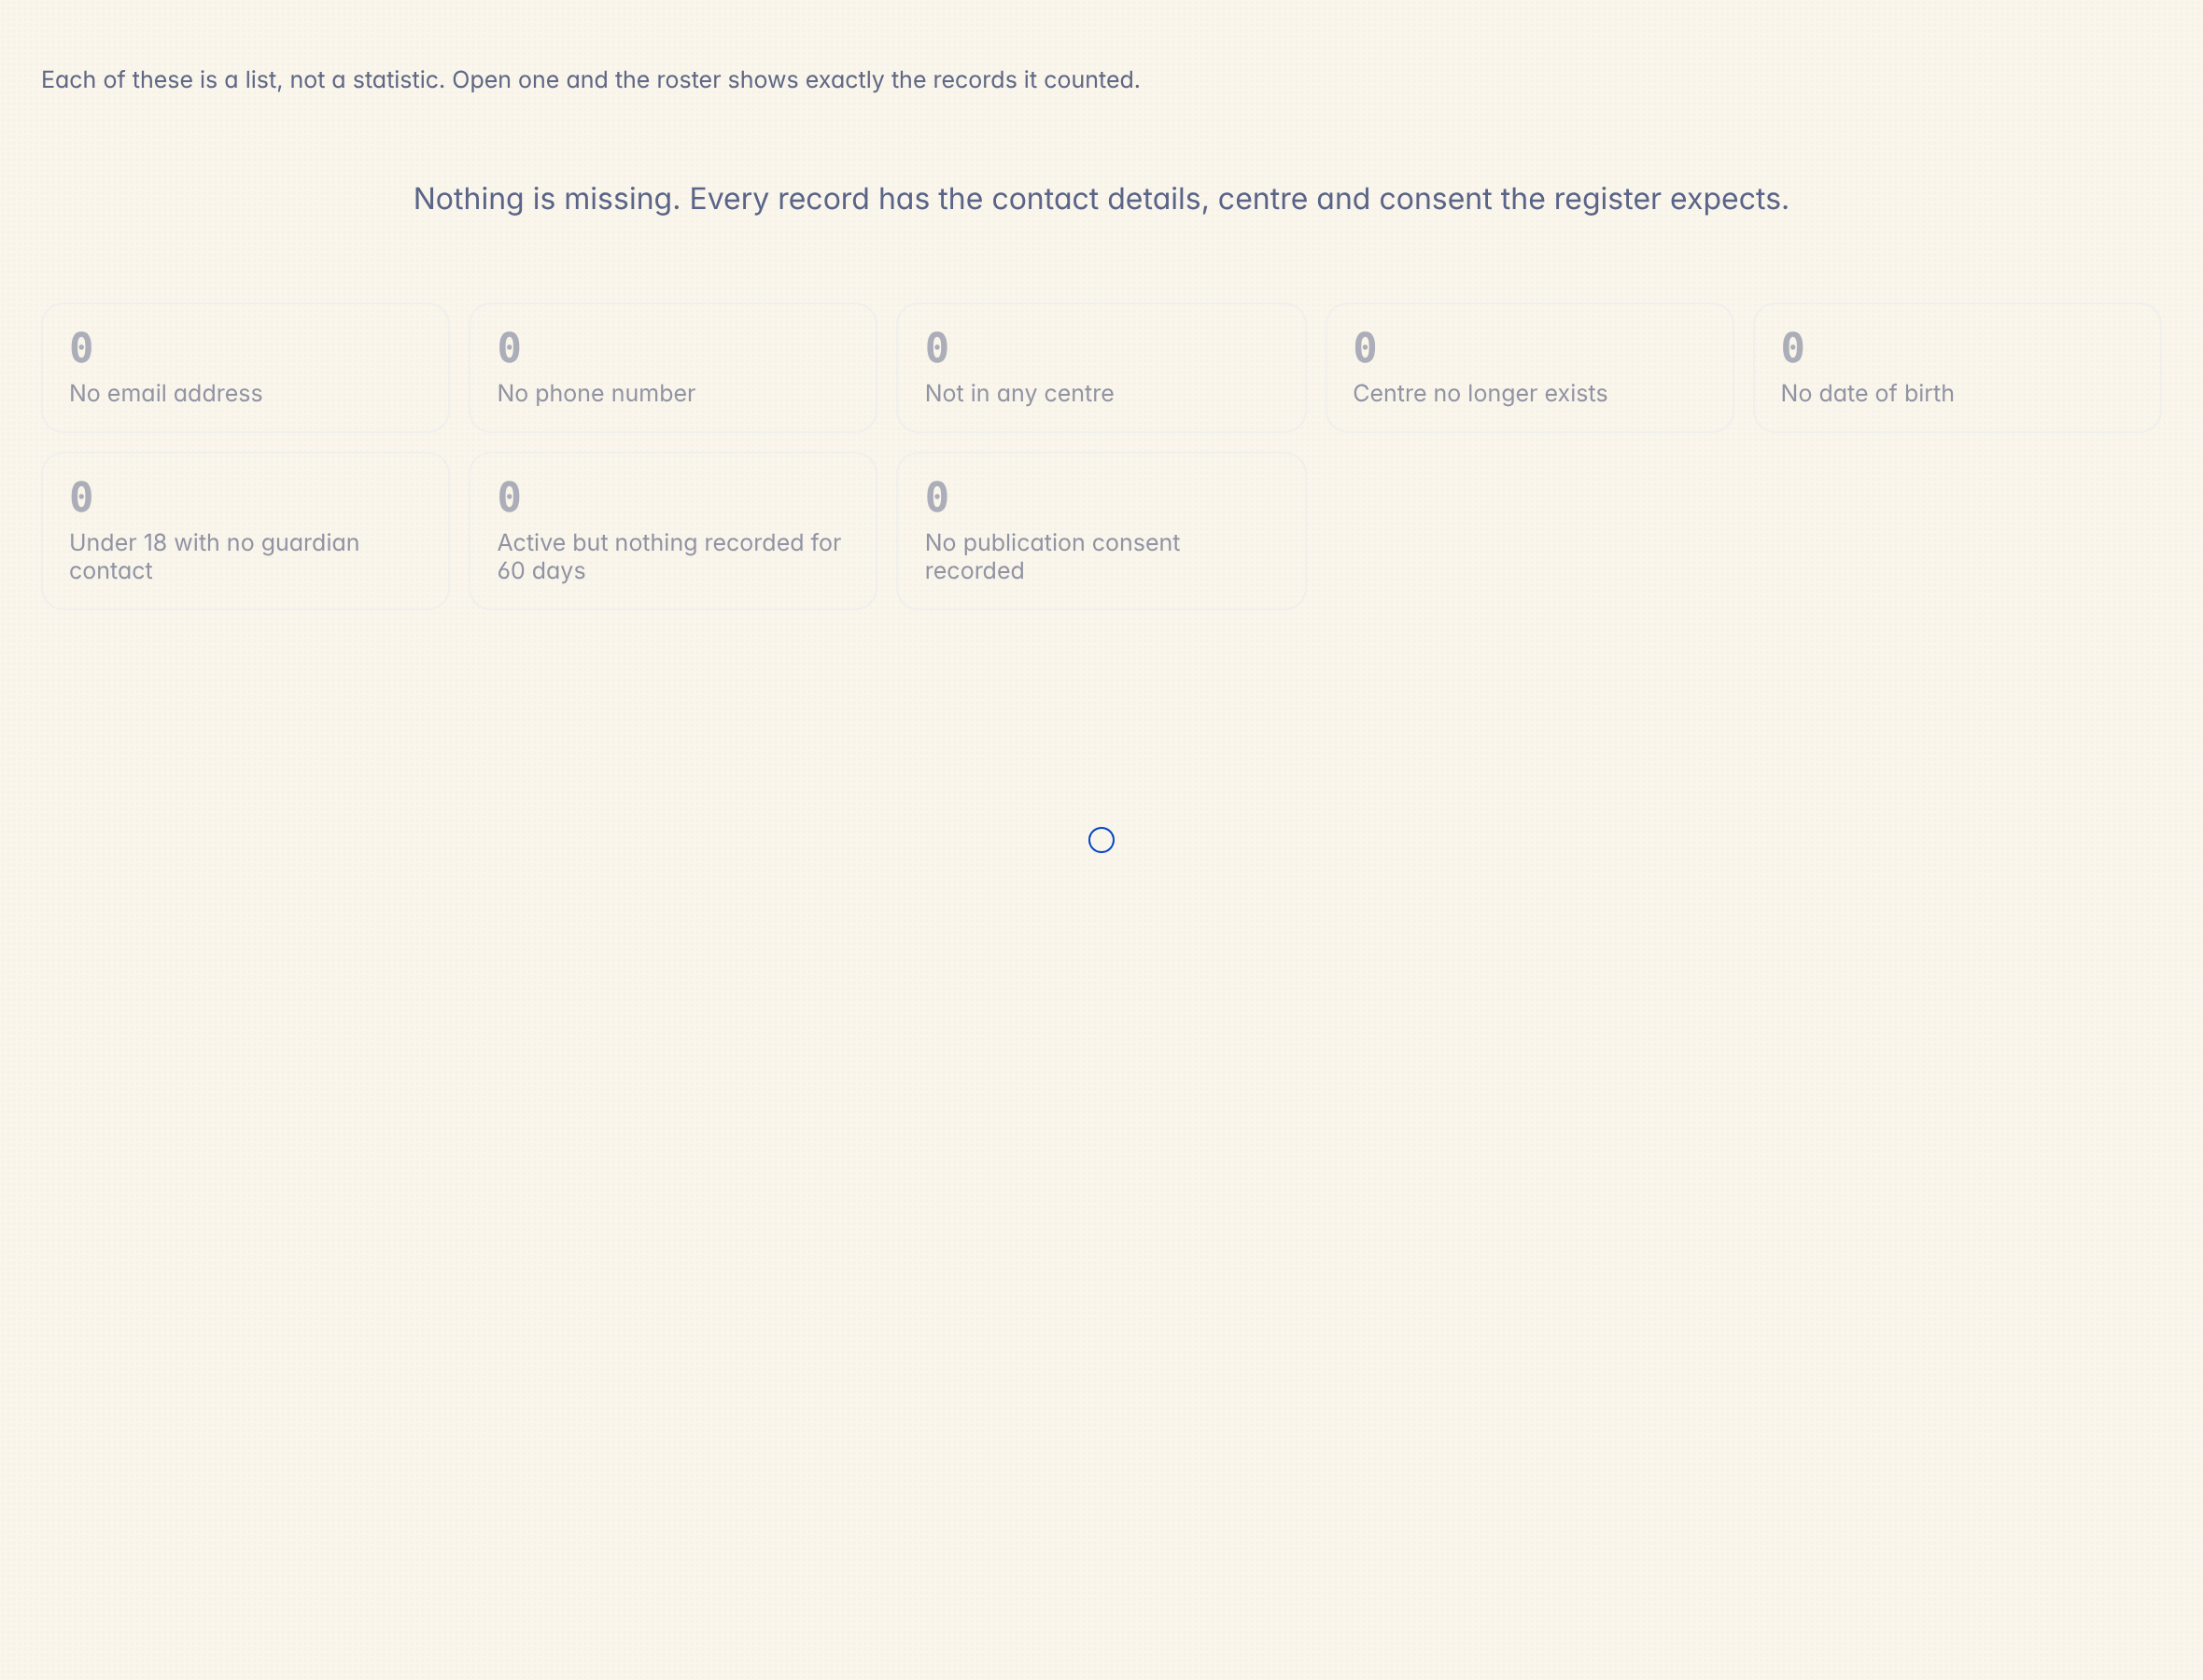 Each of these is a list, not a statistic. Open one and the roster shows exactly the records it counted.
Nothing is missing. Every record has the contact details, centre and consent the register expects.
0
No email address
0
No phone number
0
Not in any centre
0
Centre no longer exists
0
No date of birth
0
Under 18 with no guardian
contact
0
Active but nothing recorded for
60 days
0
No publication consent
recorded